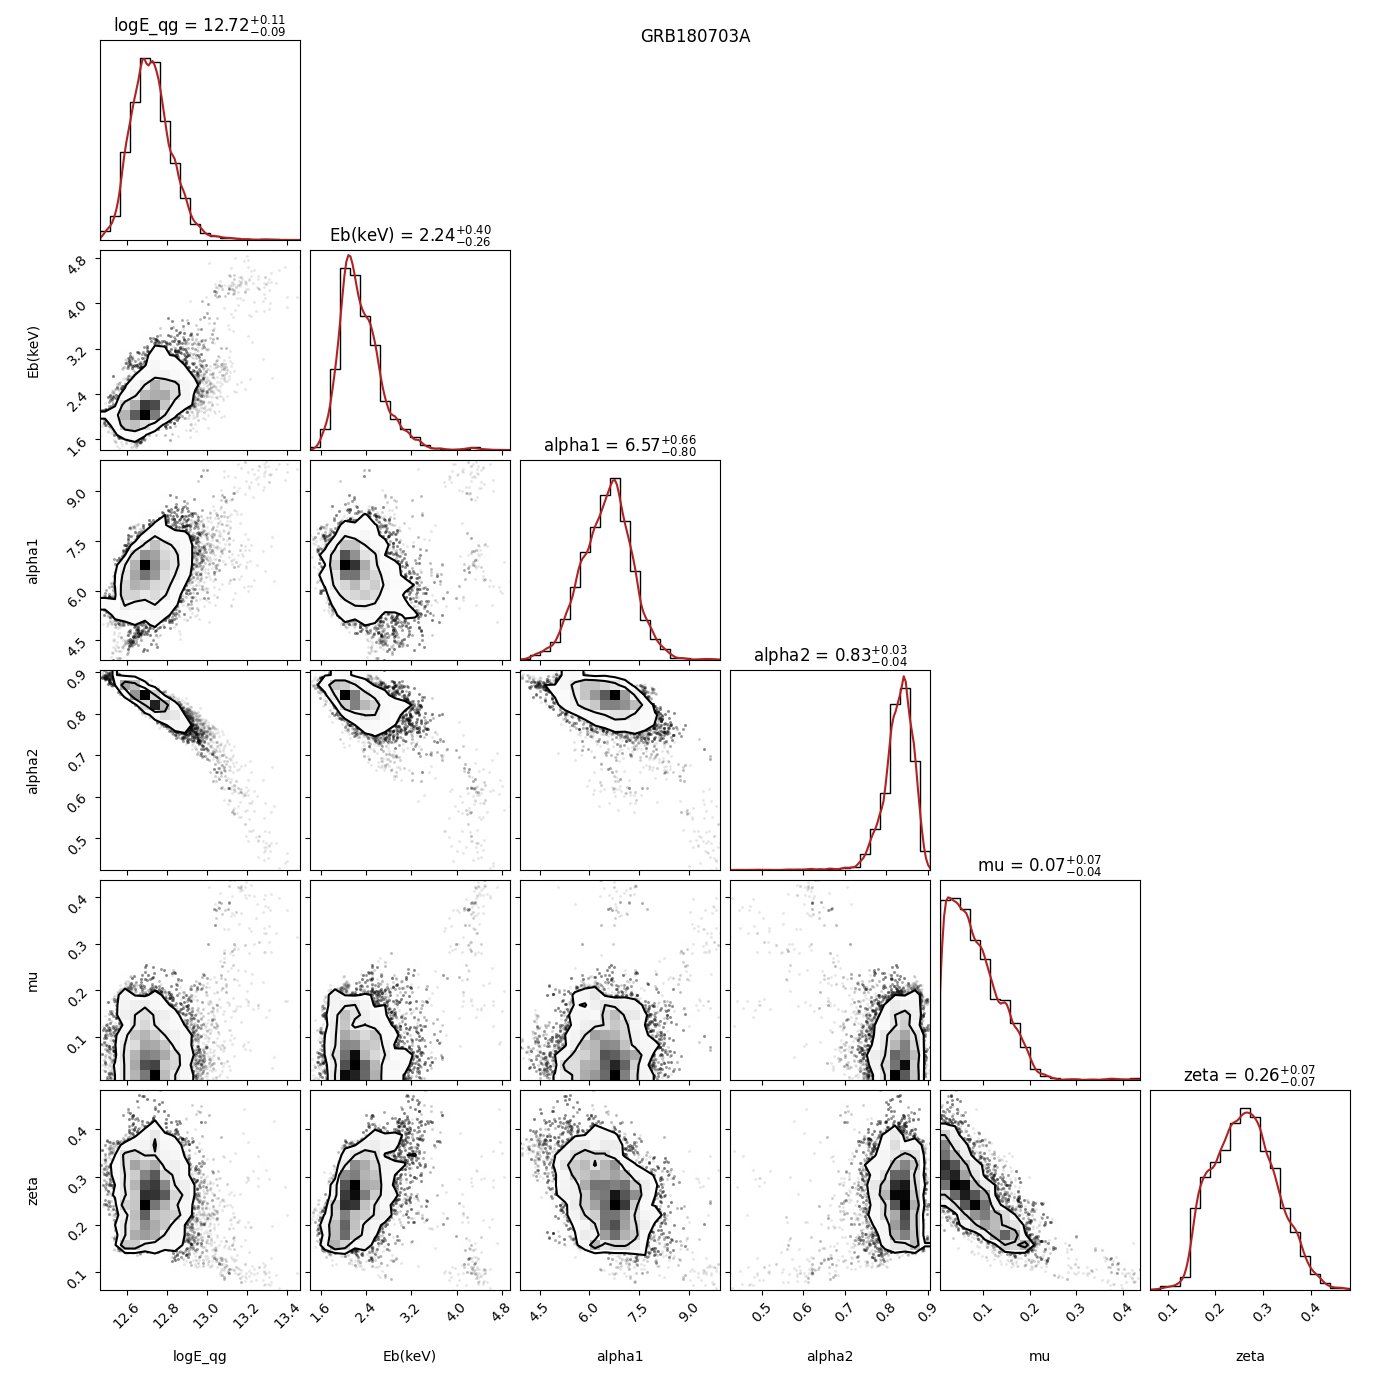 logE_qg = 12.72+0.11 −0.09
GRB180703A
Eb(keV) = 2.24+0.40 −0.26
4.8
4.0
3.2
2.4
1.6
Eb(keV)
alpha1 = 6.57+0.66 −0.80
9.0
7.5
6.0
4.5
alpha1
alpha2 = 0.83+0.03 −0.04
0.9
0.8
0.7
0.6
0.5
alpha2
mu = 0.07+0.07 −0.04
0.4
0.3
0.2
0.1
mu
zeta = 0.26+0.07 −0.07
0.4
0.3
0.2
0.1
zeta
12.6 12.8 13.0 13.2 13.4 1.6 2.4 3.2 4.0 4.8 4.5 6.0 7.5 9.0 0.5 0.6 0.7 0.8 0.9 0.1 0.2 0.3 0.4 0.1 0.2 0.3 0.4
logE_qg Eb(keV) alpha1 alpha2 mu zeta